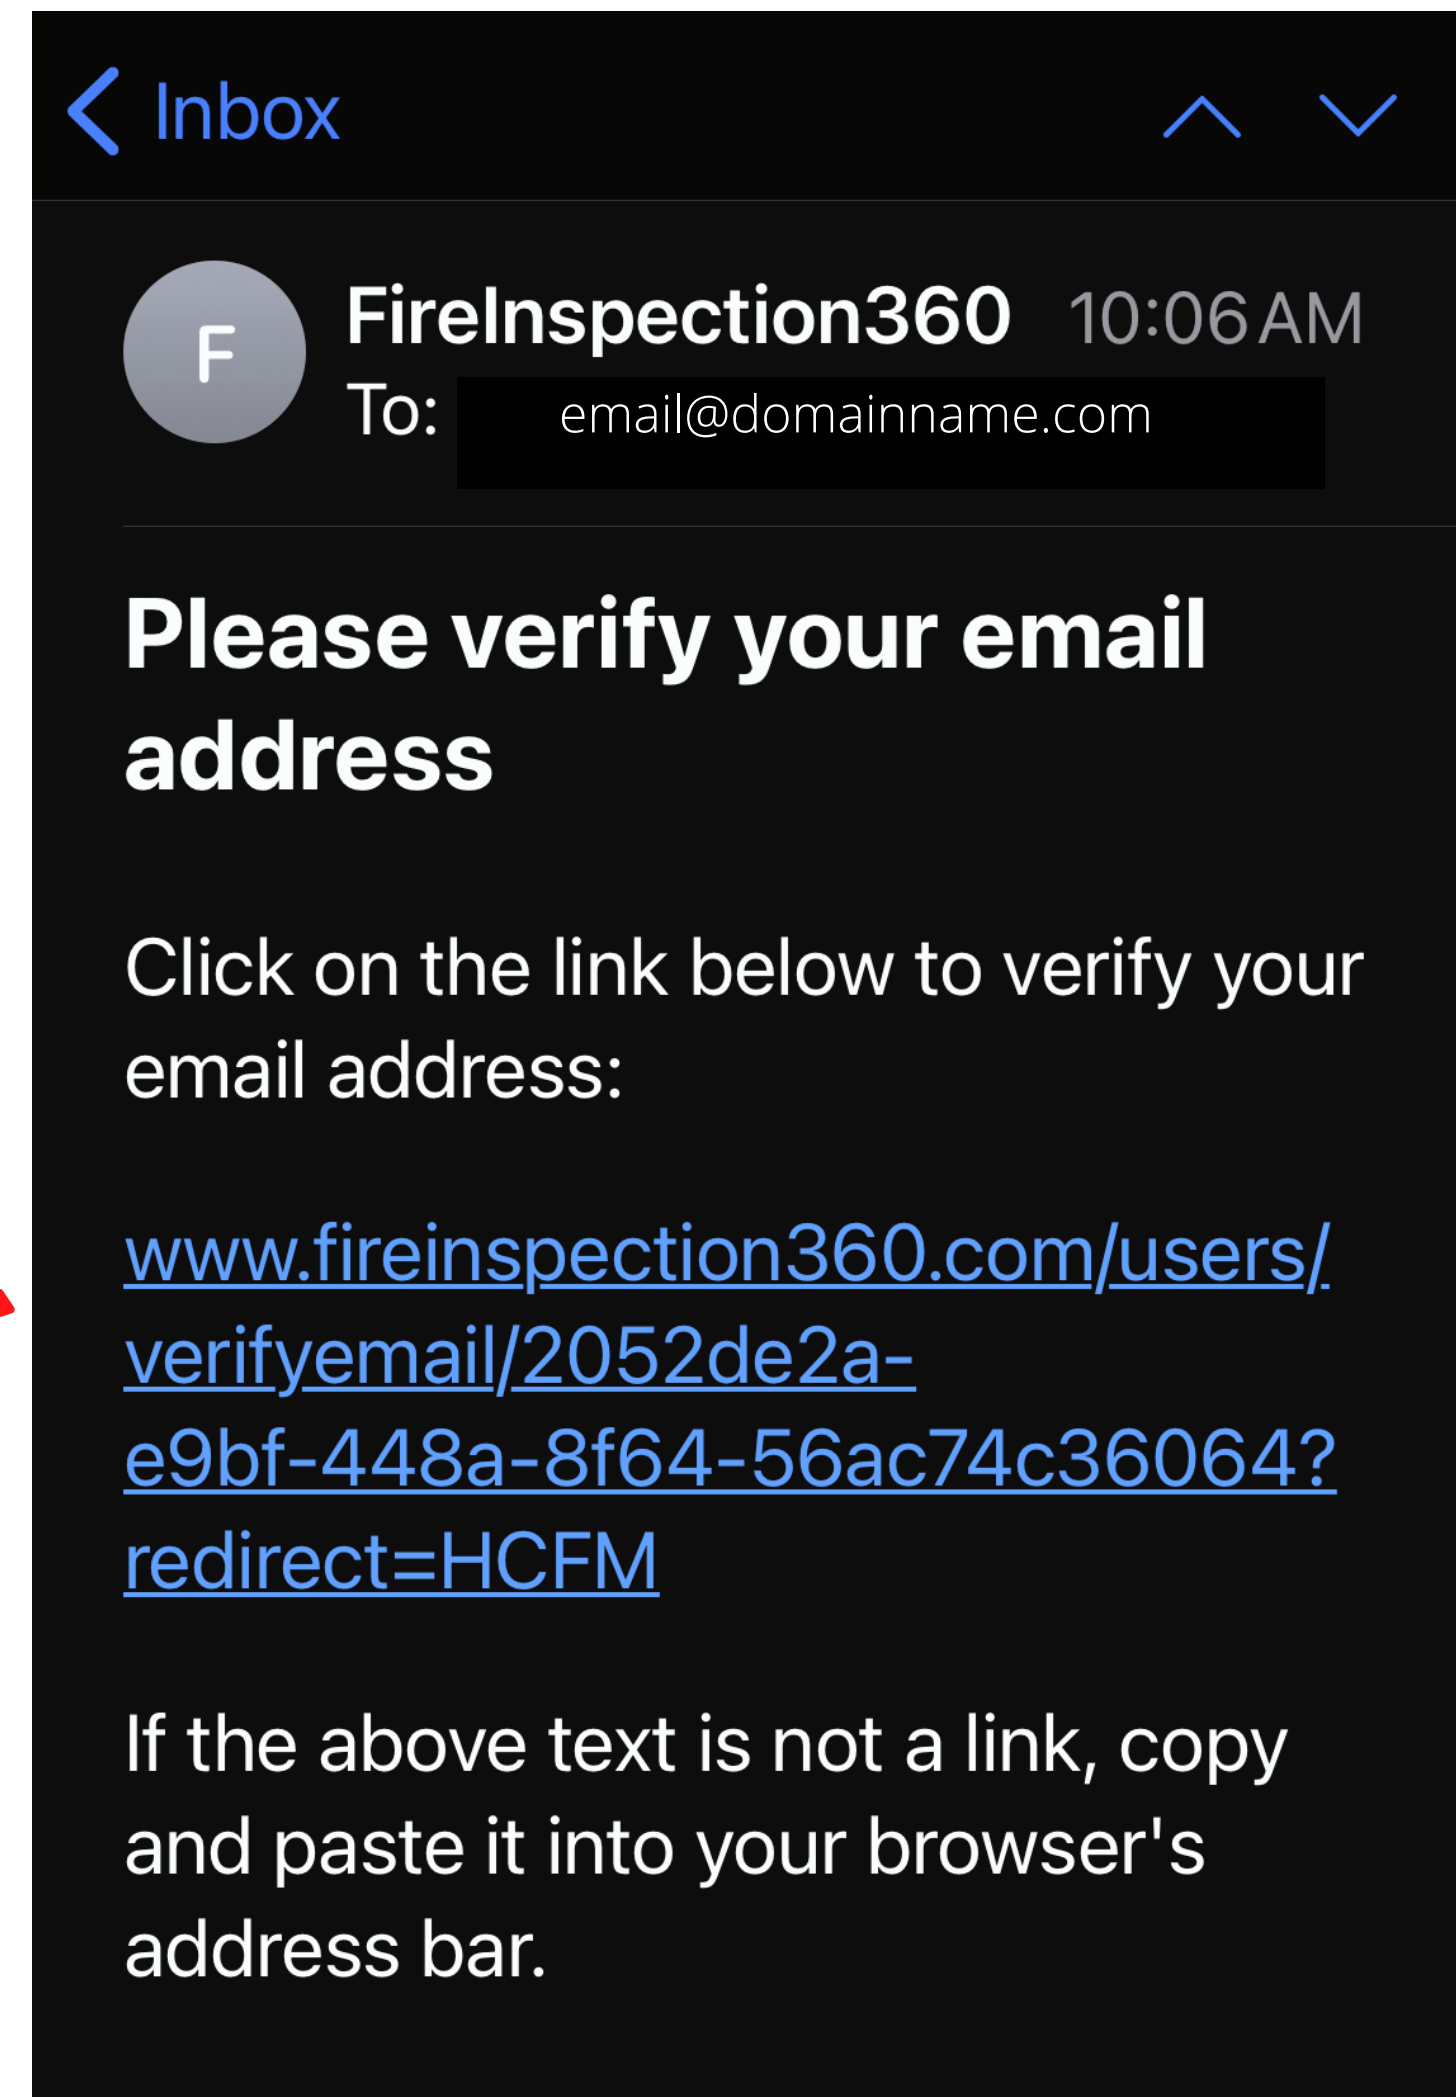 Inbox
FireInspection360 10:06 AM
F
To: email@domainname.com
Please verify your email
address
Click on the link below to verify your
email address:
www.fireinspection360.com/users/
verifyemail/2052de2a-
e9bf-448a-8f64-56ac74c36064?
redirect=HCFM
If the above text is not a link, copy
and paste it into your browser's
address bar.